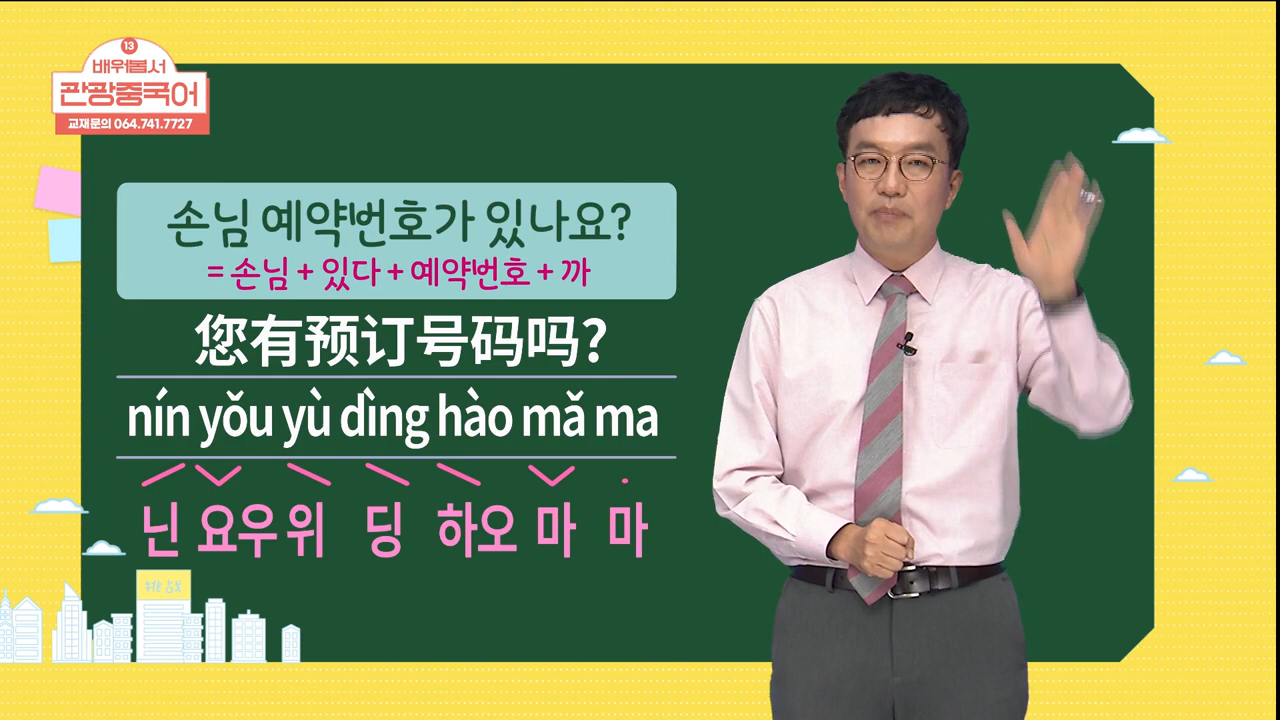 13
배워봅서
관광중국어
교재문의 064.741.7727
손님 예약번호가 있나요?
= 손님 + 있다 + 예약번호 + 까
您有预订号码吗?
nín yǒu yù dìng hào mǎ ma
닌 요우 위 딩 하오 마 마
挑战